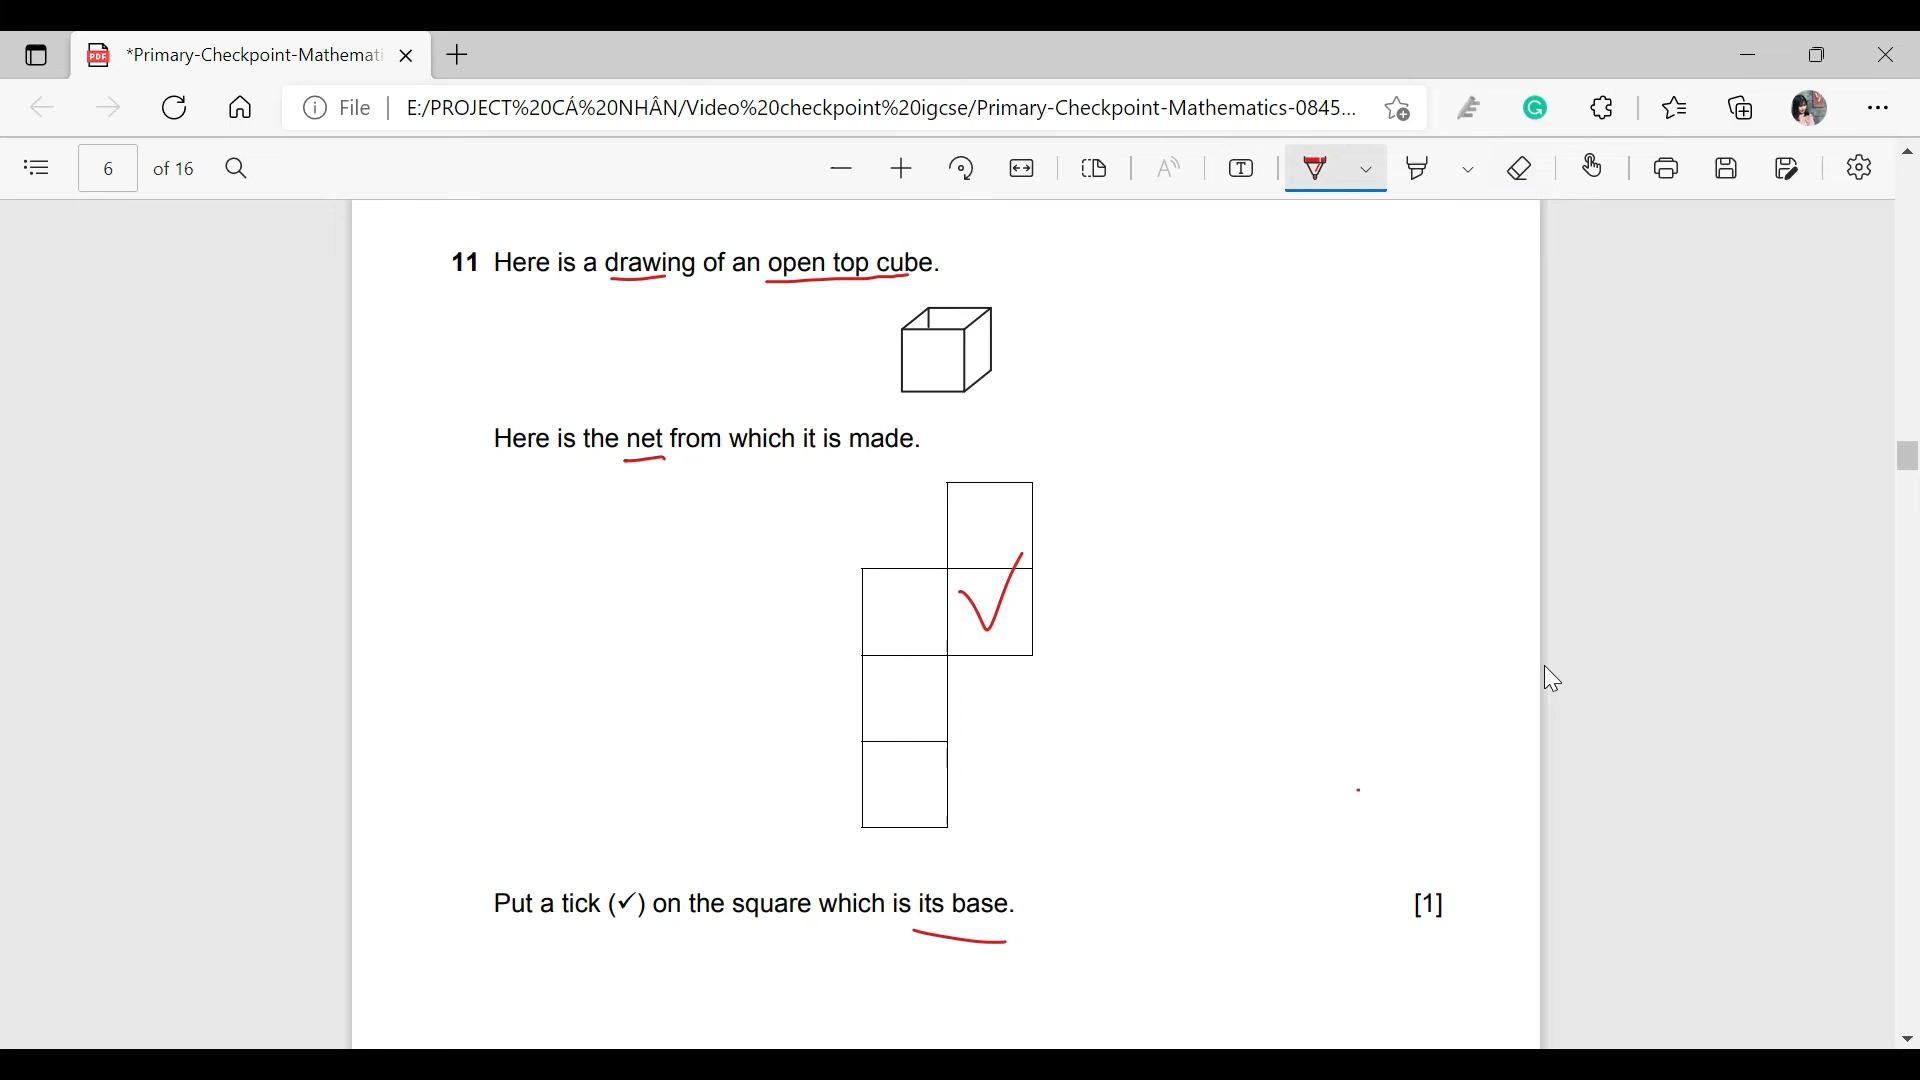 *Primary-Checkpoint-Mathemati
File
E:/PROJECT%20CÁ%20NHÂN/Video%20checkpoint%20igcse/Primary-Checkpoint-Mathematics-0845...
6 of 16
11 Here is a drawing of an open top cube.
Here is the net from which it is made.
Put a tick (✓) on the square which is its base. [1]